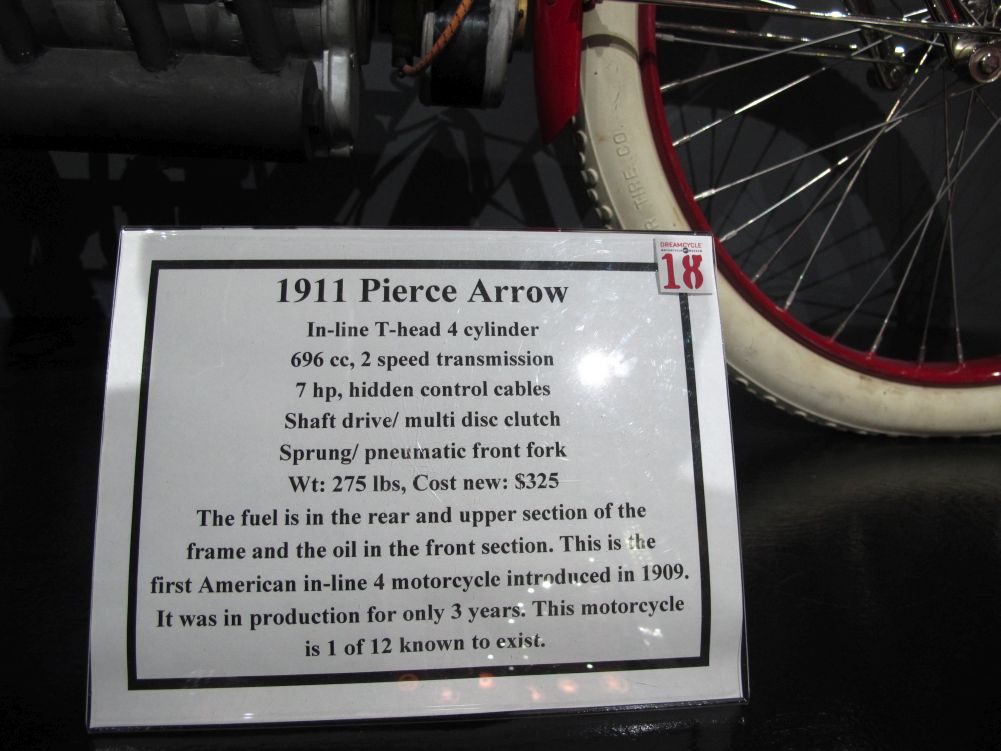 R TIRE CO.
DREAMCYCLE
18
1911 Pierce Arrow
In-line T-head 4 cylinder
696 cc, 2 speed transmission
7 hp, hidden control cables
Shaft drive/ multi disc clutch
Sprung/ pneumatic front fork
Wt: 275 lbs, Cost new: $325
The fuel is in the rear and upper section of the
frame and the oil in the front section. This is the
first American in-line 4 motorcycle introduced in 1909.
It was in production for only 3 years. This motorcycle
is 1 of 12 known to exist.